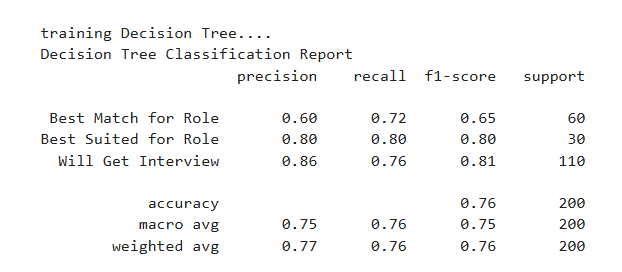 training Decision Tree....
Decision Tree Classification Report
precision recall f1-score support
Best Match for Role 0.60 0.72 0.65 60
Best Suited for Role 0.80 0.80 0.80 30
Will Get Interview 0.86 0.76 0.81 110
accuracy 0.76 200
macro avg 0.75 0.76 0.75 200
weighted avg 0.77 0.76 0.76 200